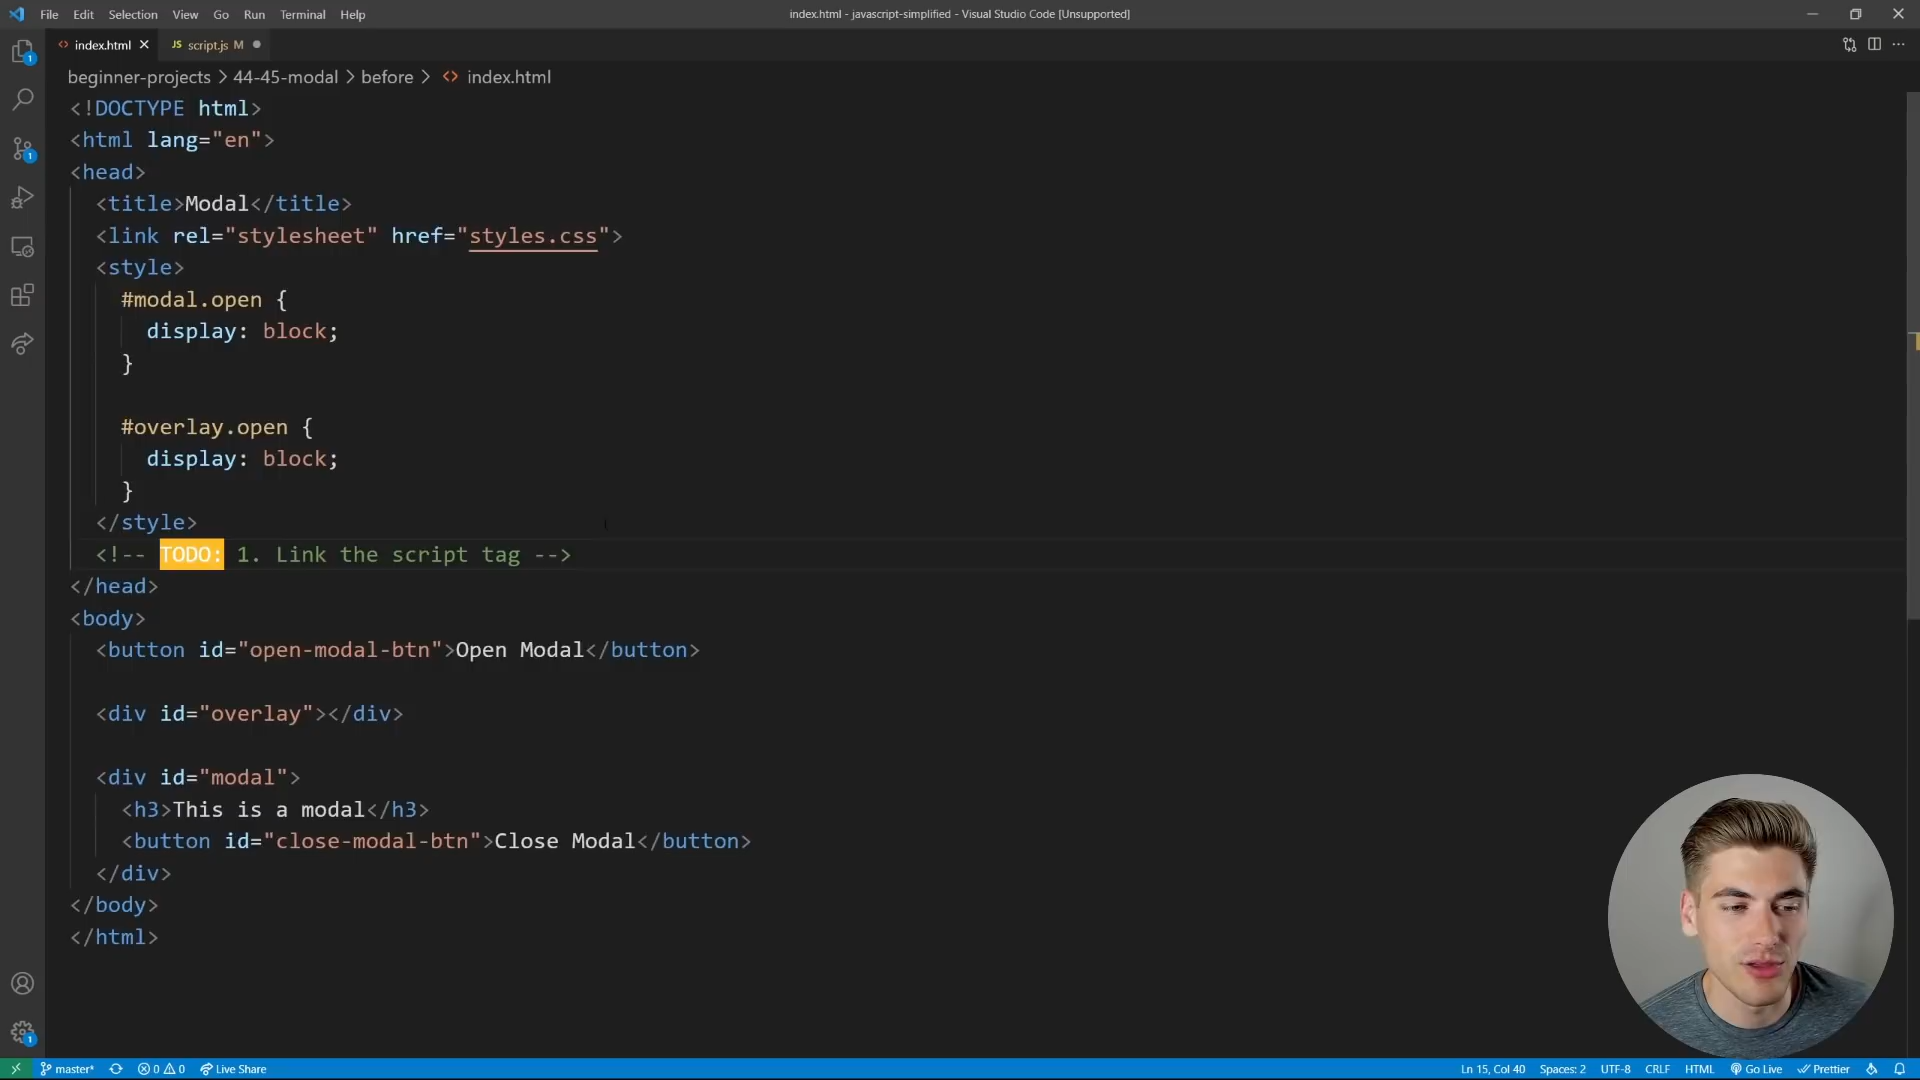 File Edit Selection View Go Run Terminal Help
index.html - javascript-simplified - Visual Studio Code [Unsupported]
index.html
JS script.js M
beginner-projects > 44-45-modal > before > index.html
<!DOCTYPE html>
<html lang="en">
<head>
<title>Modal</title>
<link rel="stylesheet" href="styles.css">
<style>
#modal.open {
display: block;
}
#overlay.open {
display: block;
}
</style>
<!-- TODO: 1. Link the script tag -->
</head>
<body>
<button id="open-modal-btn">Open Modal</button>
<div id="overlay"></div>
<div id="modal">
<h3>This is a modal</h3>
<button id="close-modal-btn">Close Modal</button>
</div>
</body>
</html>
1
1
1
master* 0 0 Live Share
Ln 15, Col 40 Spaces: 2 UTF-8 CRLF HTML Go Live Prettier